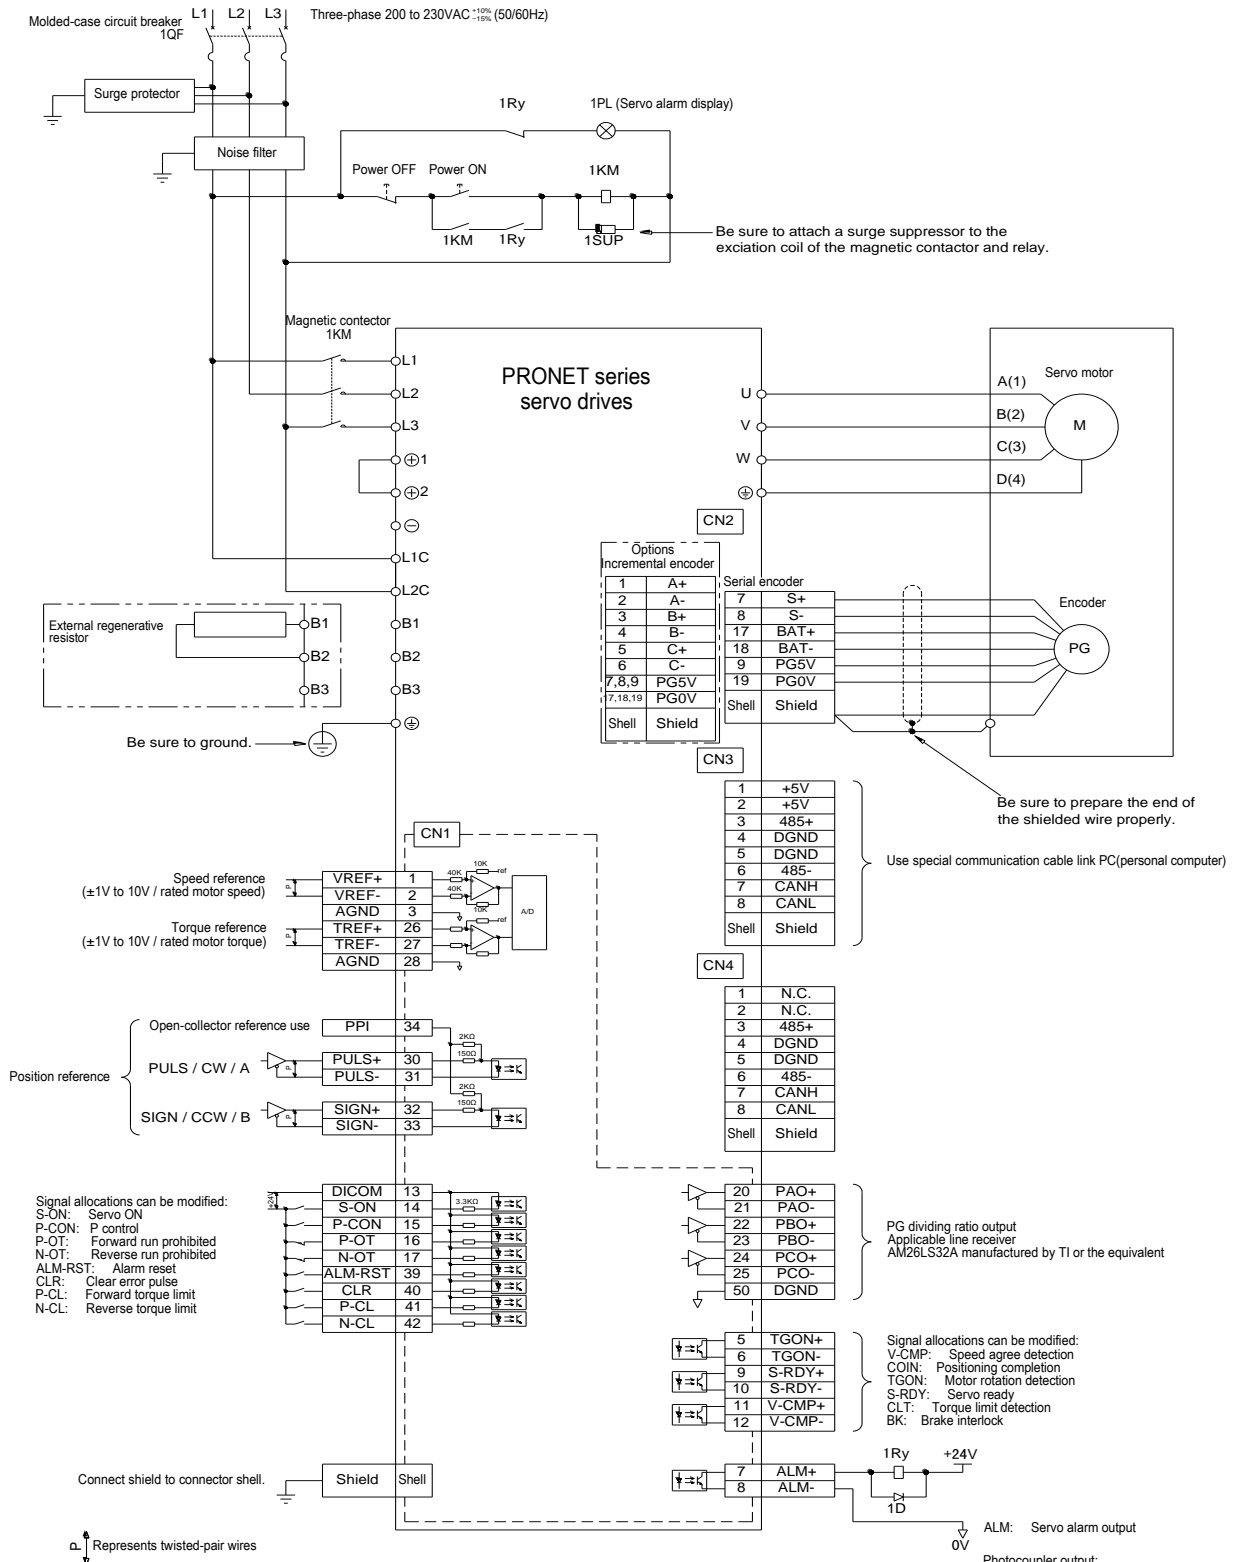 L1 L2 L3 Three-phase 200 to 230VAC +10% -15% (50/60Hz)
Molded-case circuit breaker
1QF
Surge protector
Noise filter
1Ry 1PL (Servo alarm display)
Power OFF Power ON 1KM
1KM 1Ry 1SUP
Be sure to attach a surge suppressor to the
exciation coil of the magnetic contactor and relay.
Magnetic contector
1KM
PRONET series
servo drives
L1
L2
L3
⊕1
⊕2
⊖
L1C
L2C
B1
B2
B3
External regenerative
resistor
B1
B2
B3
Be sure to ground.
U
V
W
A(1)
B(2)
C(3)
D(4)
Servo motor
M
CN2
Options
Incremental encoder
1 A+
2 A-
3 B+
4 B-
5 C+
6 C-
7,8,9 PG5V
17,18,19 PG0V
Shell Shield
Serial encoder
7 S+
8 S-
17 BAT+
18 BAT-
9 PG5V
19 PG0V
Shell Shield
Encoder
PG
Be sure to prepare the end of
the shielded wire properly.
CN3
1 +5V
2 +5V
3 485+
4 DGND
5 DGND
6 485-
7 CANH
8 CANL
Shell Shield
Use special communication cable link PC(personal computer)
CN4
1 N.C.
2 N.C.
3 485+
4 DGND
5 DGND
6 485-
7 CANH
8 CANL
Shell Shield
CN1
Speed reference
(±1V to 10V / rated motor speed)
P
VREF+ 1
VREF- 2
AGND 3
Torque reference
(±1V to 10V / rated motor torque)
P
TREF+ 26
TREF- 27
AGND 28
10K
40K
ref
40K
10K
ref
A/D
Position reference
Open-collector reference use PPI 34
PULS / CW / A P PULS+ 30
PULS- 31
SIGN / CCW / B P SIGN+ 32
SIGN- 33
2KΩ
150Ω
2KΩ
150Ω
Signal allocations can be modified:
S-ON: Servo ON
P-CON: P control
P-OT: Forward run prohibited
N-OT: Reverse run prohibited
ALM-RST: Alarm reset
CLR: Clear error pulse
P-CL: Forward torque limit
N-CL: Reverse torque limit
+24V
DICOM 13
S-ON 14
P-CON 15
P-OT 16
N-OT 17
ALM-RST 39
CLR 40
P-CL 41
N-CL 42
3.3KΩ
20 PAO+
21 PAO-
22 PBO+
23 PBO-
24 PCO+
25 PCO-
50 DGND
PG dividing ratio output
Applicable line receiver
AM26LS32A manufactured by TI or the equivalent
5 TGON+
6 TGON-
9 S-RDY+
10 S-RDY-
11 V-CMP+
12 V-CMP-
Signal allocations can be modified:
V-CMP: Speed agree detection
COIN: Positioning completion
TGON: Motor rotation detection
S-RDY: Servo ready
CLT: Torque limit detection
BK: Brake interlock
Connect shield to connector shell. Shield Shell
7 ALM+
8 ALM-
1Ry +24V
1D
0V
ALM: Servo alarm output
P Represents twisted-pair wires
Photocoupler output: